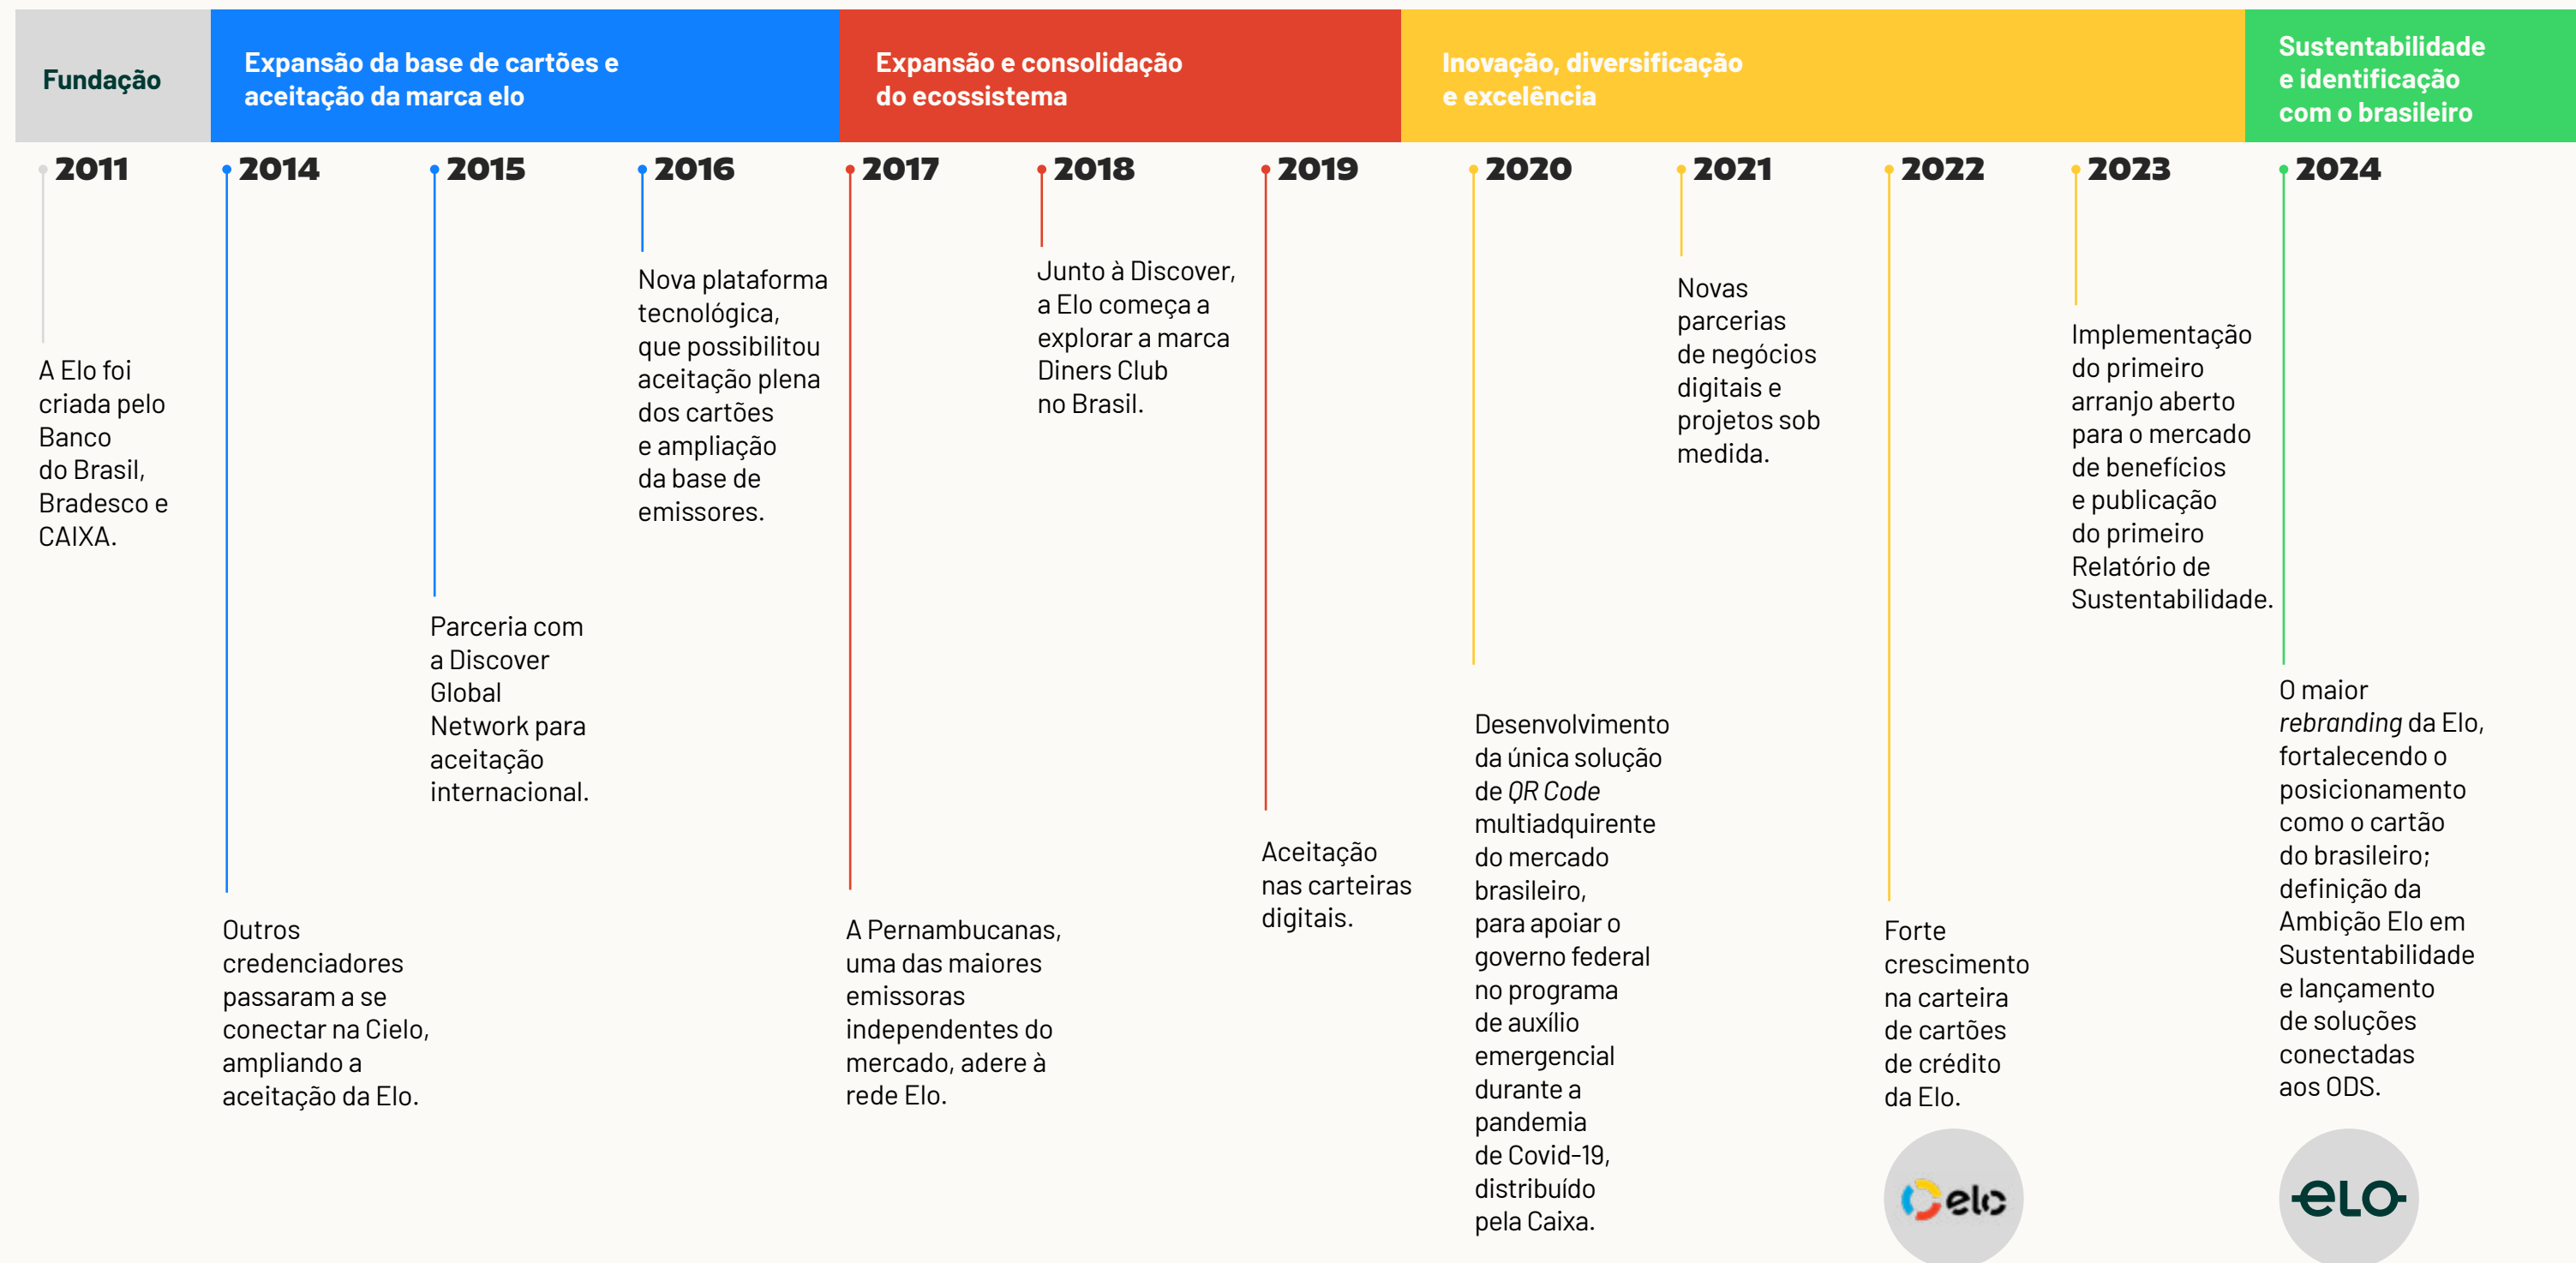 Fundação
Expansão da base de cartões e
aceitação da marca elo
Expansão e consolidação
do ecossistema
Inovação, diversificação
e excelência
Sustentabilidade
e identificação
com o brasileiro
2011
A Elo foi
criada pelo
Banco
do Brasil,
Bradesco e
CAIXA.
2014
Outros
credenciadores
passaram a se
conectar na Cielo,
ampliando a
aceitação da Elo.
2015
Parceria com
a Discover
Global
Network para
aceitação
internacional.
2016
Nova plataforma
tecnológica,
que possibilitou
aceitação plena
dos cartões
e ampliação
da base de
emissores.
2017
A Pernambucanas,
uma das maiores
emissoras
independentes do
mercado, adere à
rede Elo.
2018
Junto à Discover,
a Elo começa a
explorar a marca
Diners Club
no Brasil.
2019
Aceitação
nas carteiras
digitais.
2020
Desenvolvimento
da única solução
de QR Code
multiadquirente
do mercado
brasileiro,
para apoiar o
governo federal
no programa
de auxílio
emergencial
durante a
pandemia
de Covid-19,
distribuído
pela Caixa.
2021
Novas
parcerias
de negócios
digitais e
projetos sob
medida.
2022
Forte
crescimento
na carteira
de cartões
de crédito
da Elo.
elo
2023
Implementação
do primeiro
arranjo aberto
para o mercado
de benefícios
e publicação
do primeiro
Relatório de
Sustentabilidade.
2024
O maior
rebranding da Elo,
fortalecendo o
posicionamento
como o cartão
do brasileiro;
definição da
Ambição Elo em
Sustentabilidade
e lançamento
de soluções
conectadas
aos ODS.
eLO